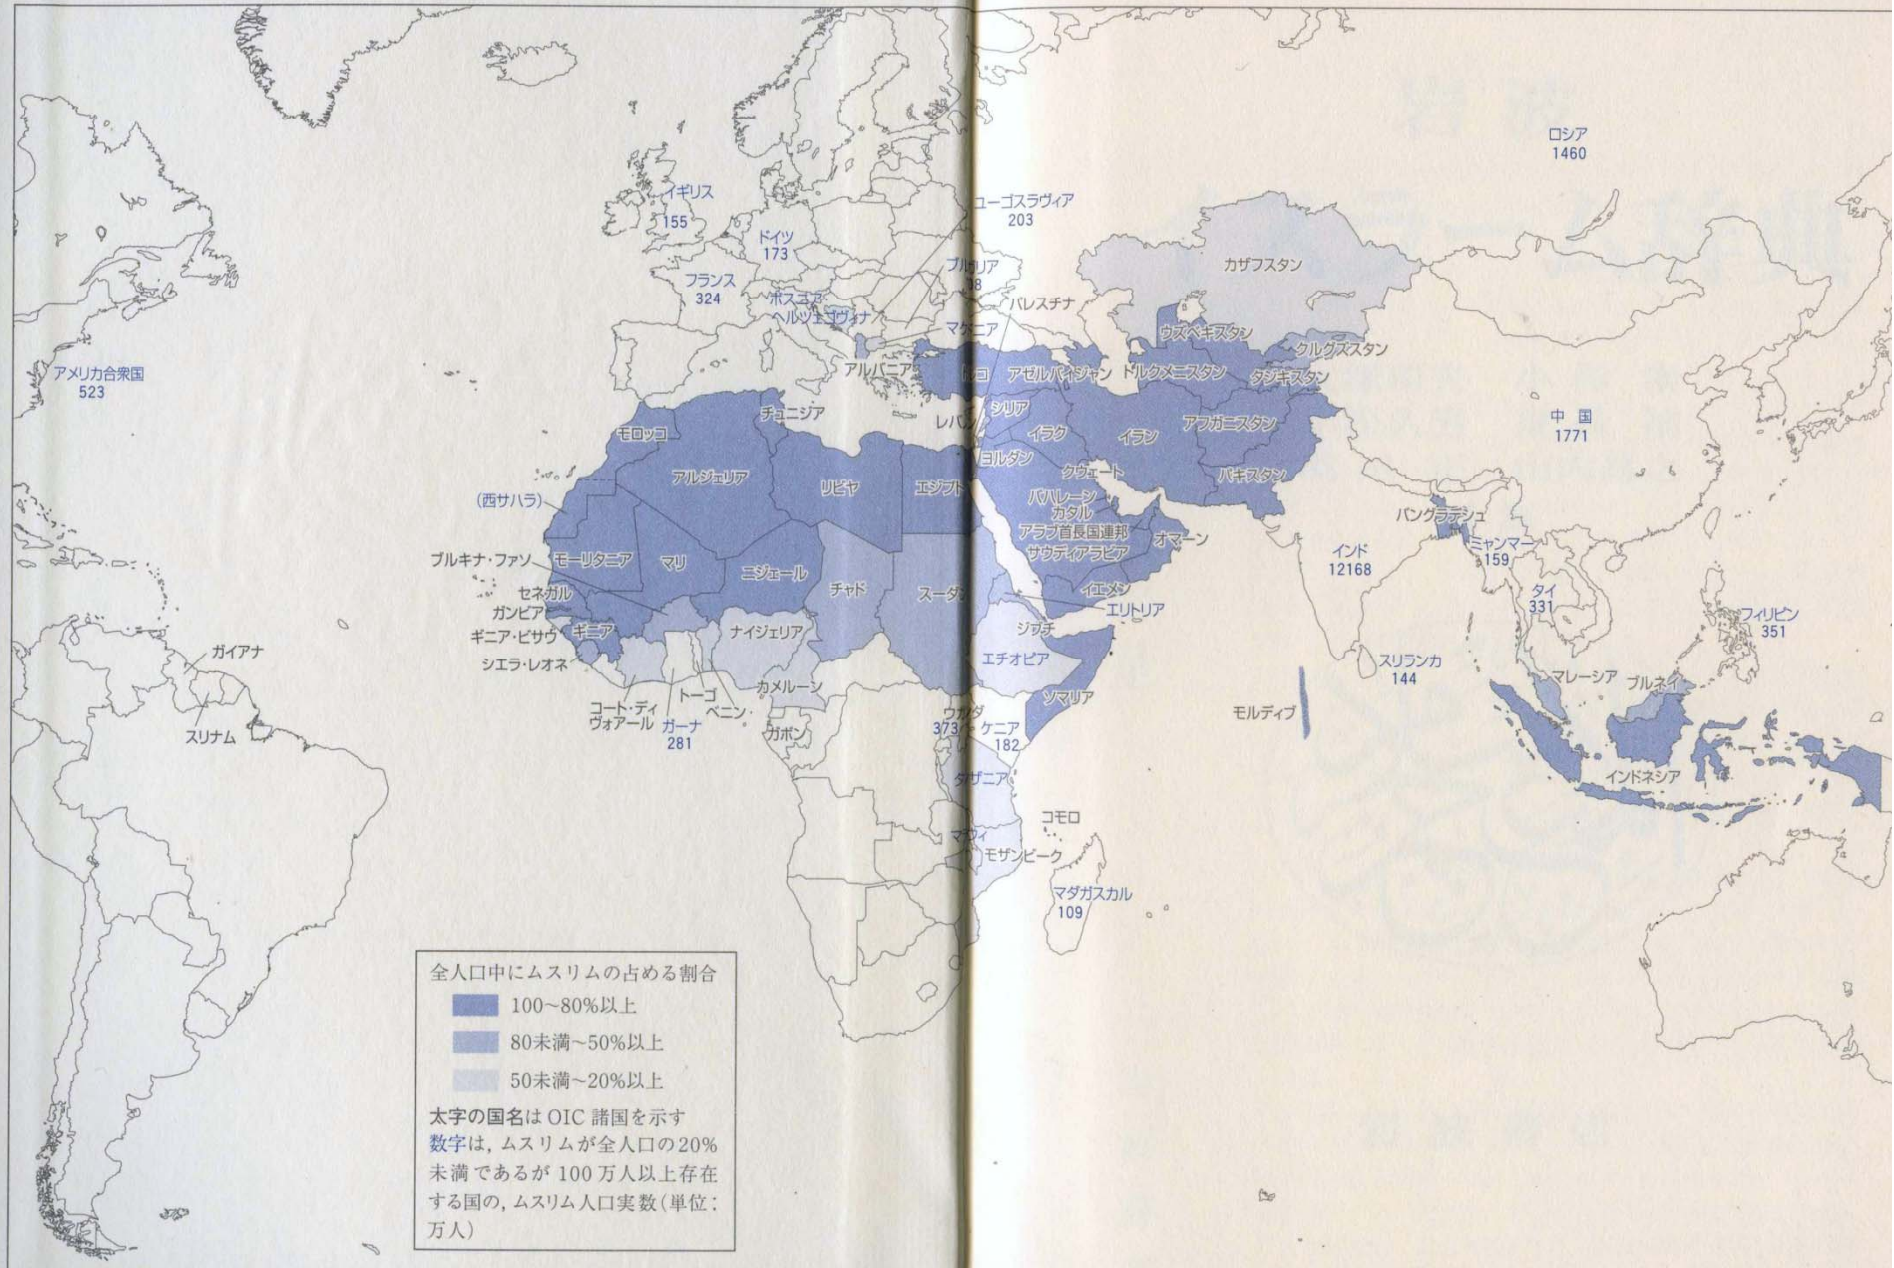 ロシア
1460
イギリス
155
ユーゴスラヴィア
203
ドイツ
173
フランス
324
カザフスタン
ボスニア
ヘルツェゴヴィナ
パレスチナ
アルバニア
アゼルバイジャン
ウズベキスタン
クルグズスタン
トルクメニスタン
タジキスタン
アメリカ合衆国
523
中 国
1771
チュニジア
モロッコ
シリア
イラク
イラン
アフガニスタン
ヨルダン
クウェート
パキスタン
アルジェリア
リビヤ
エジプト
(西サハラ)
バハレーン
カタル
アラブ首長国連邦
サウディアラビア
オマーン
バングラデシュ
ミャンマー
159
インド
12168
ブルキナ・ファソ
モーリタニア
マリ
ニジェール
チャド
イエメン
エリトリア
タイ
331
フィリピン
351
セネガル
ガンビア
ギニア・ビサウ
ギニア
シエラ・レオネ
ナイジェリア
ジブチ
エチオピア
スリランカ
144
マレーシア
ブルネイ
ガイアナ
スリナム
コート・ディ
ヴォアール
ガーナ
281
トーゴ
ベニン
カメルーン
ガボン
ソマリア
373
ケニア
182
モルディブ
インドネシア
コモロ
モザンビーク
マダガスカル
109
全人口中にムスリムの占める割合
100~80%以上
80未満~50%以上
50未満~20%以上
太字の国名は OIC 諸国を示す
数字は, ムスリムが全人口の20%
未満であるが 100 万人以上存在
する国の, ムスリム人口実数(単位:
万人)